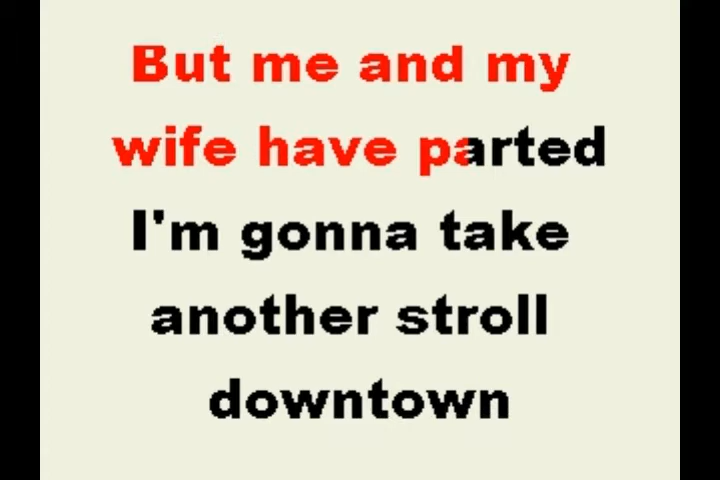 But me and my
wife have parted
I'm gonna take
another stroll
downtown